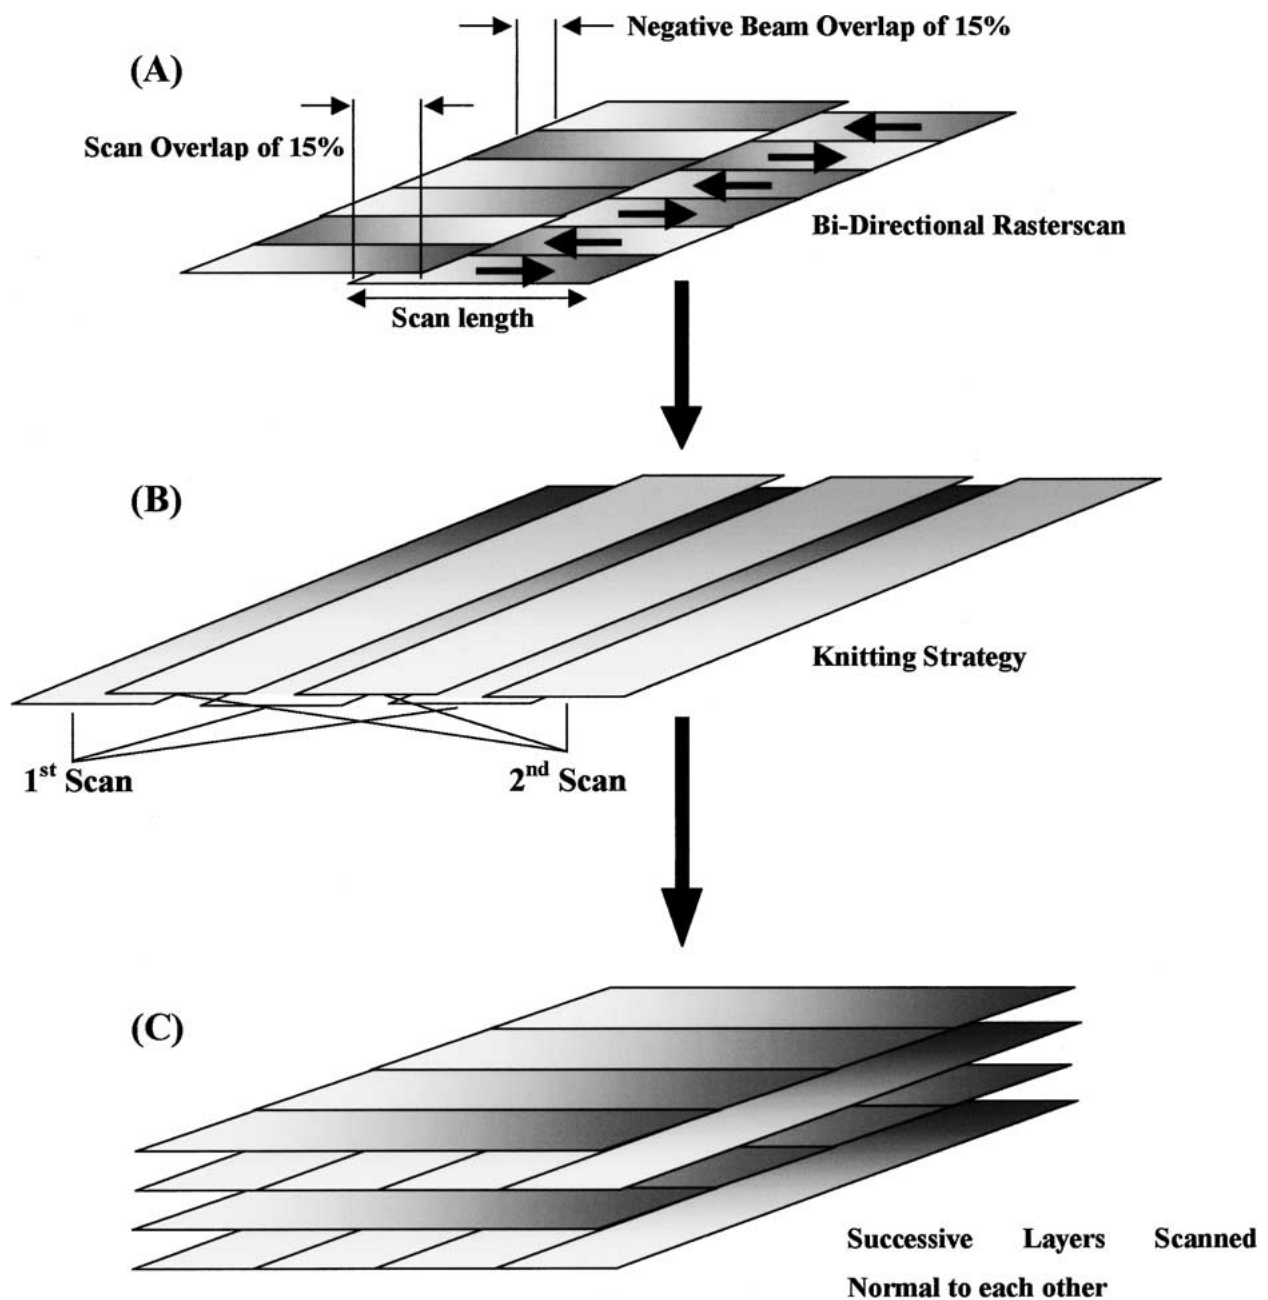 Negative Beam Overlap of 15%
(A)
Scan Overlap of 15%
Bi-Directional Rasterscan
Scan length
(B)
Knitting Strategy
1st Scan
2nd Scan
(C)
Successive Layers Scanned
Normal to each other